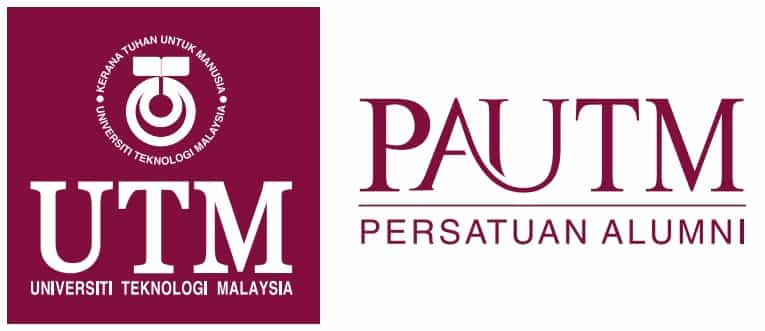 KERANA TUHAN UNTUK MANUSIA
UNIVERSITI TEKNOLOGI MALAYSIA
UTM
UNIVERSITI TEKNOLOGI MALAYSIA
PAUTM
PERSATUAN ALUMNI